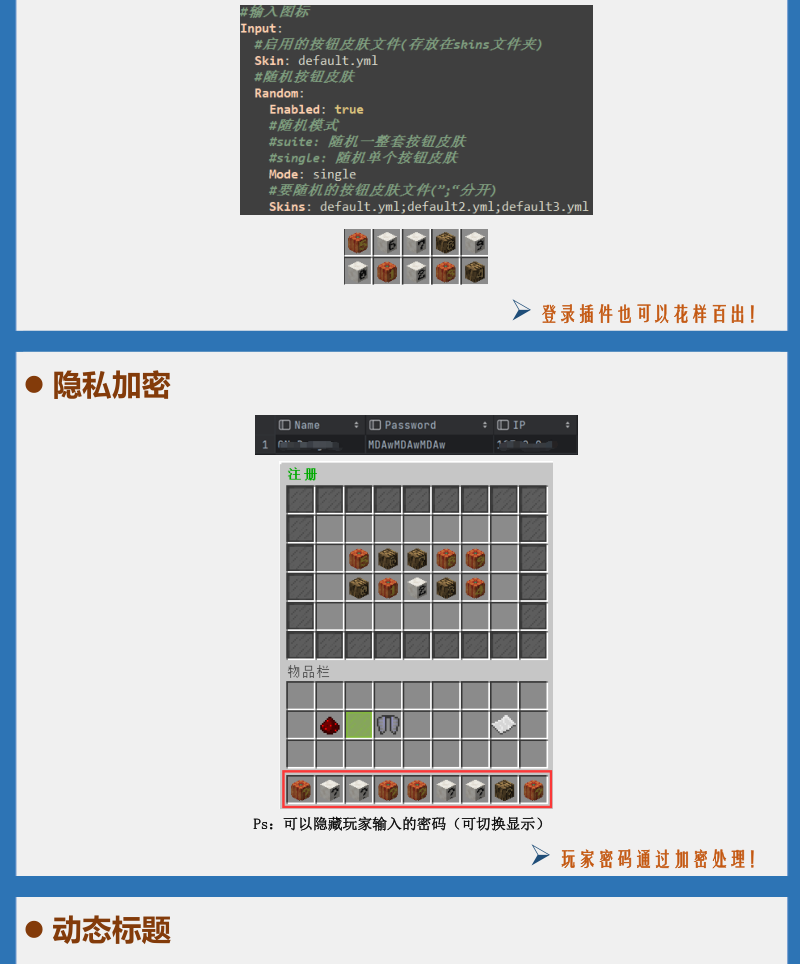 #输入图标
Input:
#启用的按钮皮肤文件(存放在skins文件夹)
Skin: default.yml
#随机按钮皮肤
Random:
Enabled: true
#随机模式
#suite: 随机一整套按钮皮肤
#single: 随机单个按钮皮肤
Mode: single
#要随机的按钮皮肤文件(”;“分开)
Skins: default.yml;default2.yml;default3.yml
登录插件也可以花样百出!
隐私加密
Name Password IP
1 MDAwMDAwMDAw
注册
物品栏
Ps: 可以隐藏玩家输入的密码（可切换显示）
玩家密码通过加密处理!
动态标题